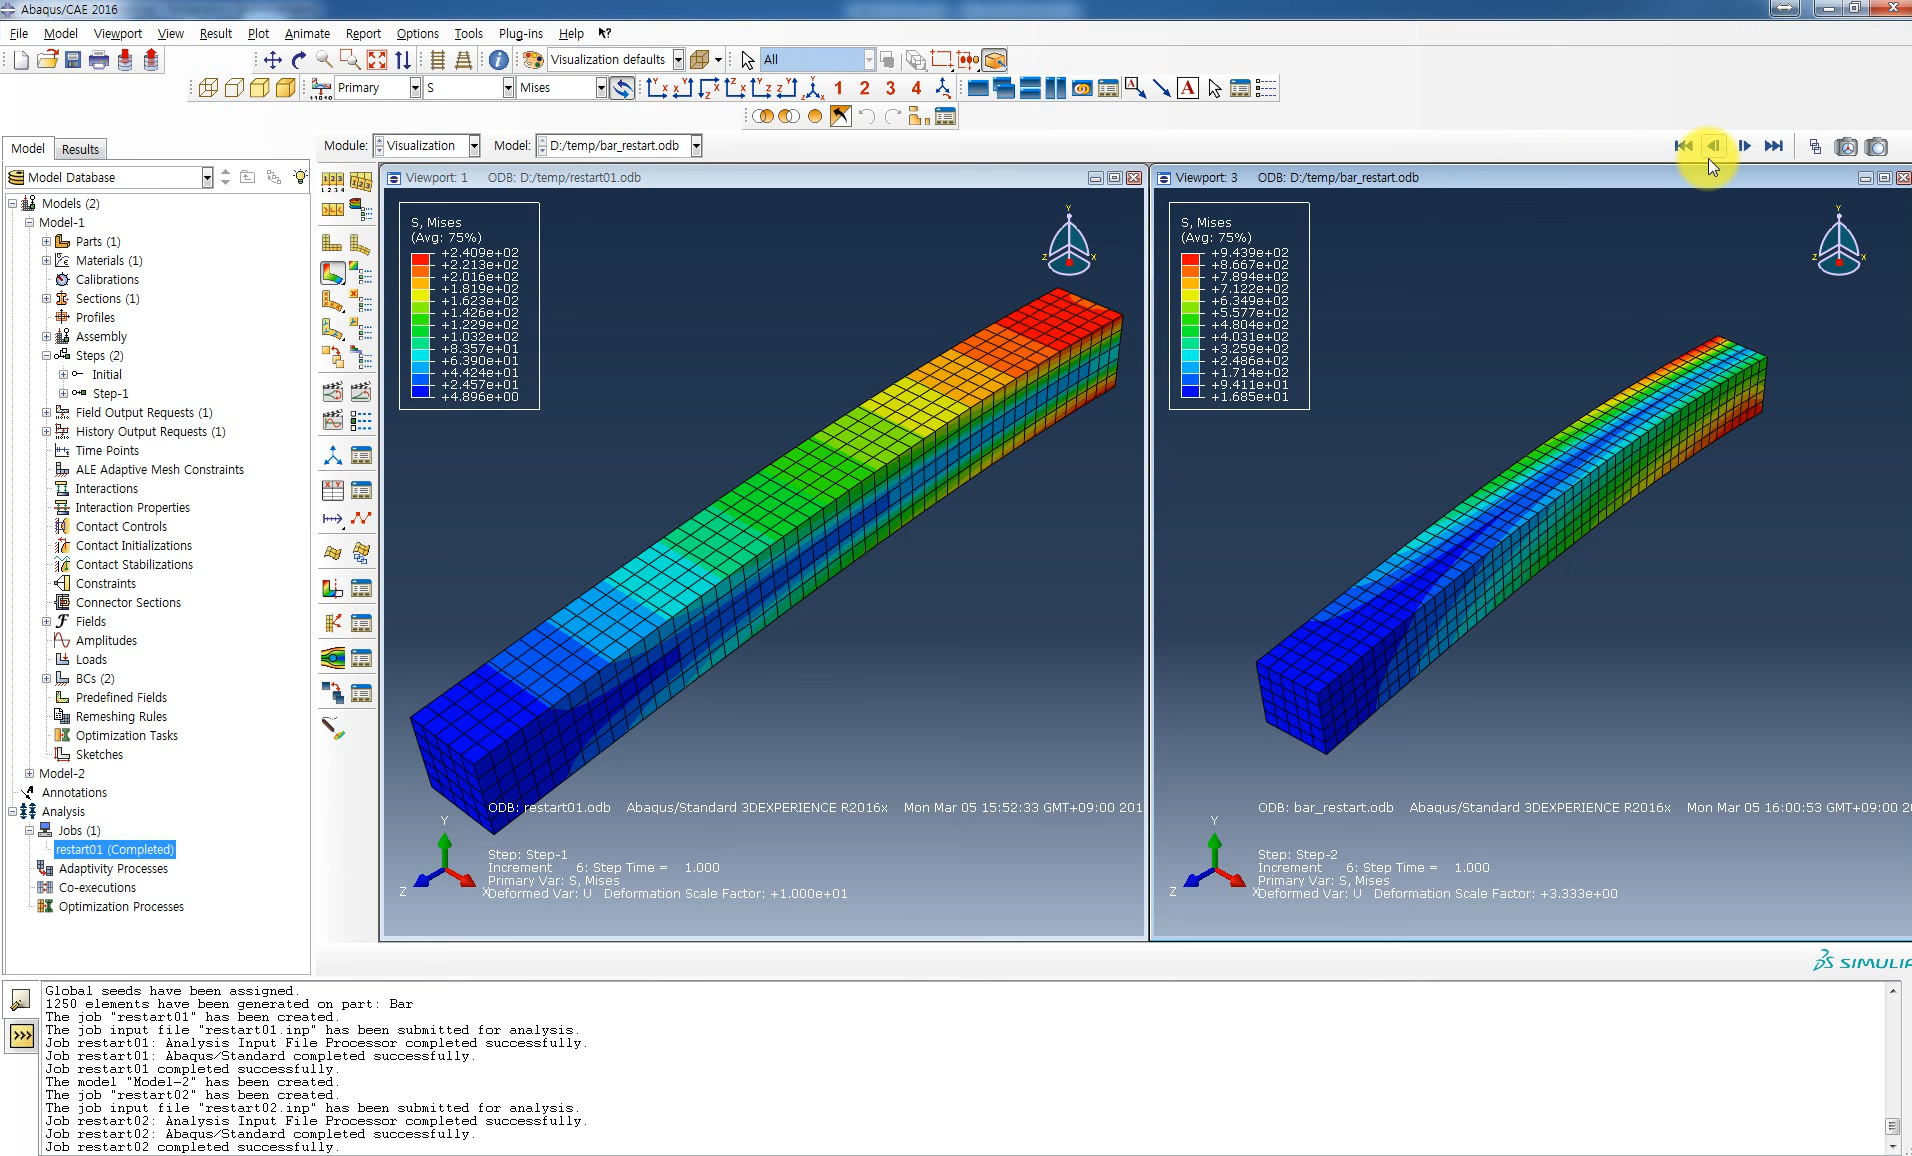 Abaqus/CAE 2016
File Model Viewport View Result Plot Animate Report Options Tools Plug-ins Help
Visualization defaults All
Primary S Mises 1 2 3 4
Module: Visualization Model: D:/temp/bar_restart.odb
Model Results
Model Database
Models (2)
Model-1
Parts (1)
Materials (1)
Calibrations
Sections (1)
Profiles
Assembly
Steps (2)
Initial
Step-1
Field Output Requests (1)
History Output Requests (1)
Time Points
ALE Adaptive Mesh Constraints
Interactions
Interaction Properties
Contact Controls
Contact Initializations
Contact Stabilizations
Constraints
Connector Sections
Fields
Amplitudes
Loads
BCs (2)
Predefined Fields
Remeshing Rules
Optimization Tasks
Sketches
Model-2
Annotations
Analysis
Jobs (1)
restart01 (Completed)
Adaptivity Processes
Co-executions
Optimization Processes
Viewport: 1 ODB: D:/temp/restart01.odb
S, Mises
(Avg: 75%)
+2.409e+02
+2.213e+02
+2.016e+02
+1.819e+02
+1.623e+02
+1.426e+02
+1.229e+02
+1.032e+02
+8.357e+01
+6.390e+01
+4.424e+01
+2.457e+01
+4.896e+00
Y
Z X
ODB: restart01.odb Abaqus/Standard 3DEXPERIENCE R2016x Mon Mar 05 15:52:33 GMT+09:00 201
Y
Z X
Step: Step-1
Increment 6: Step Time = 1.000
Primary Var: S, Mises
Deformed Var: U Deformation Scale Factor: +1.000e+01
Viewport: 3 ODB: D:/temp/bar_restart.odb
S, Mises
(Avg: 75%)
+9.439e+02
+8.667e+02
+7.894e+02
+7.122e+02
+6.349e+02
+5.577e+02
+4.804e+02
+4.031e+02
+3.259e+02
+2.486e+02
+1.714e+02
+9.411e+01
+1.685e+01
Y
Z X
ODB: bar_restart.odb Abaqus/Standard 3DEXPERIENCE R2016x Mon Mar 05 16:00:53 GMT+09:00 2
Y
Z X
Step: Step-2
Increment 6: Step Time = 1.000
Primary Var: S, Mises
Deformed Var: U Deformation Scale Factor: +3.333e+00
SIMULIA
Global seeds have been assigned.
1250 elements have been generated on part: Bar
The job "restart01" has been created.
The job input file "restart01.inp" has been submitted for analysis.
Job restart01: Analysis Input File Processor completed successfully.
Job restart01: Abaqus/Standard completed successfully.
Job restart01 completed successfully.
The model "Model-2" has been created.
The job "restart02" has been created.
The job input file "restart02.inp" has been submitted for analysis.
Job restart02: Analysis Input File Processor completed successfully.
Job restart02: Abaqus/Standard completed successfully.
Job restart02 completed successfully.